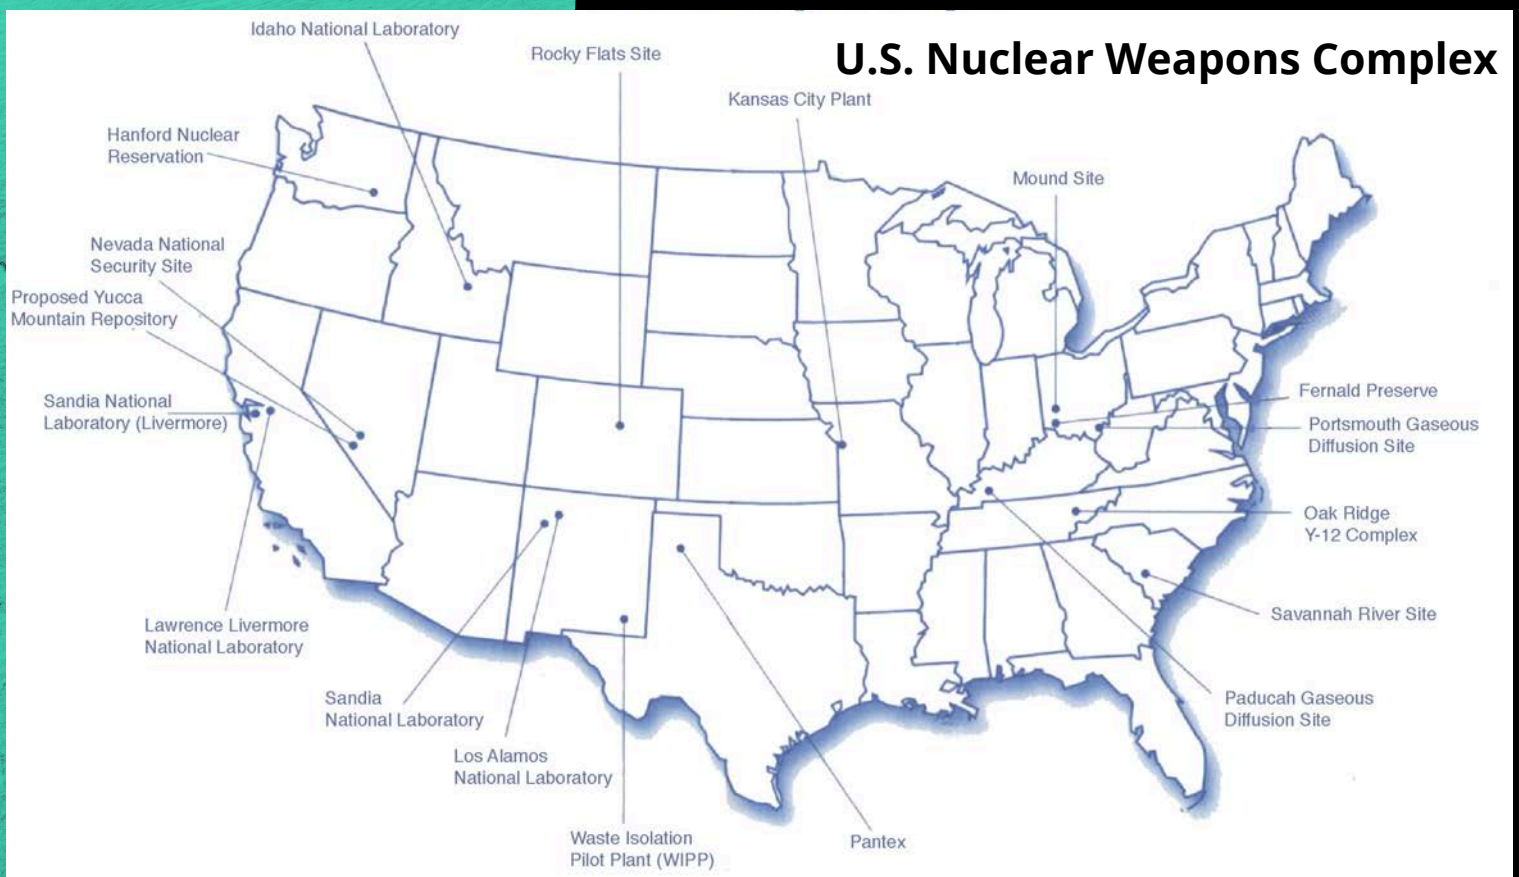 U.S. Nuclear Weapons Complex
Idaho National Laboratory
Rocky Flats Site
Kansas City Plant
Hanford Nuclear
Reservation
Mound Site
Nevada National
Security Site
Proposed Yucca
Mountain Repository
Sandia National
Laboratory (Livermore)
Fernald Preserve
Portsmouth Gaseous
Diffusion Site
Oak Ridge
Y-12 Complex
Savannah River Site
Lawrence Livermore
National Laboratory
Sandia
National Laboratory
Los Alamos
National Laboratory
Paducah Gaseous
Diffusion Site
Waste Isolation
Pilot Plant (WIPP)
Pantex